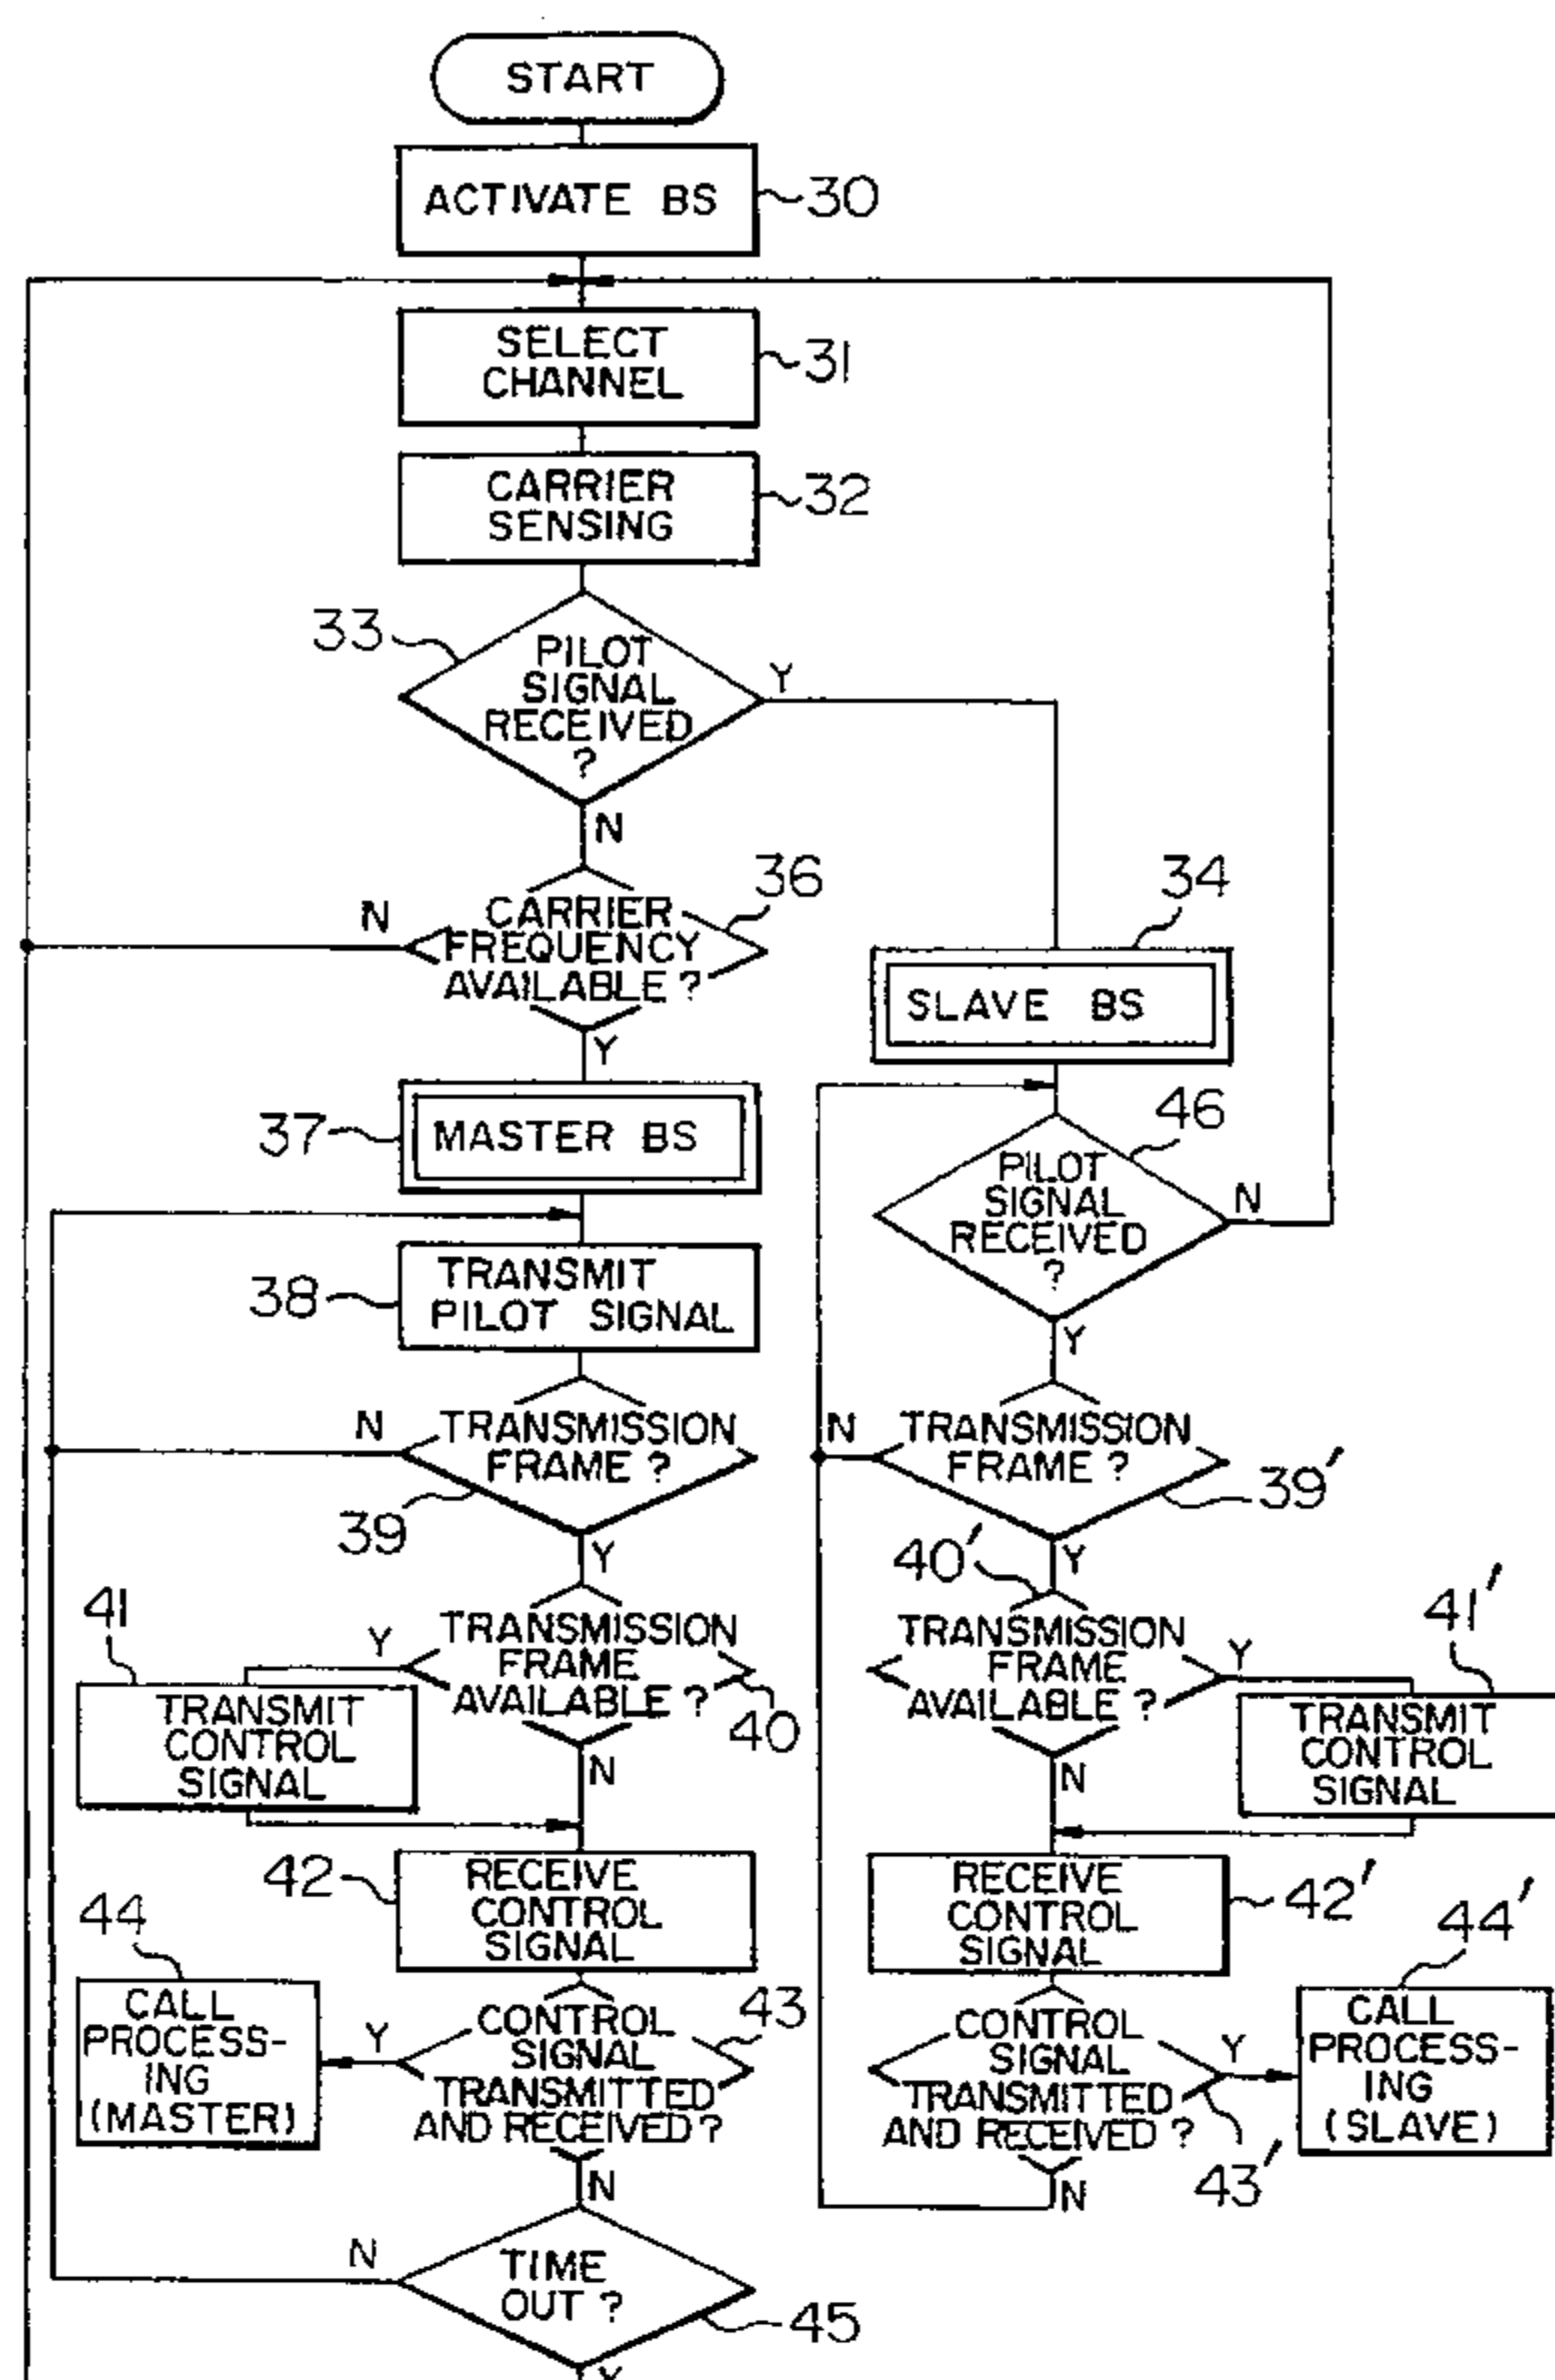 START
ACTIVATE BS
30
SELECT
CHANNEL
31
CARRIER
SENSING
32
33
PILOT
SIGNAL
RECEIVED
?
Y
N
36
CARRIER
FREQUENCY
AVAILABLE ?
N
Y
34
SLAVE BS
37
MASTER BS
46
PILOT
SIGNAL
RECEIVED
?
N
Y
38
TRANSMIT
PILOT SIGNAL
N
TRANSMISSION
FRAME ?
39
Y
N
TRANSMISSION
FRAME ?
39'
Y
41
TRANSMIT
CONTROL
SIGNAL
Y
TRANSMISSION
FRAME
AVAILABLE ?
40
N
40'
TRANSMISSION
FRAME
AVAILABLE ?
Y
N
41'
TRANSMIT
CONTROL
SIGNAL
42
RECEIVE
CONTROL
SIGNAL
RECEIVE
CONTROL
SIGNAL
42'
44
CALL
PROCESS-
ING
(MASTER)
Y
CONTROL
SIGNAL
TRANSMITTED
AND RECEIVED ?
43
N
CONTROL
SIGNAL
TRANSMITTED
AND RECEIVED ?
Y
43'
N
44'
CALL
PROCESS-
ING
(SLAVE)
N
TIME
OUT ?
45
Y